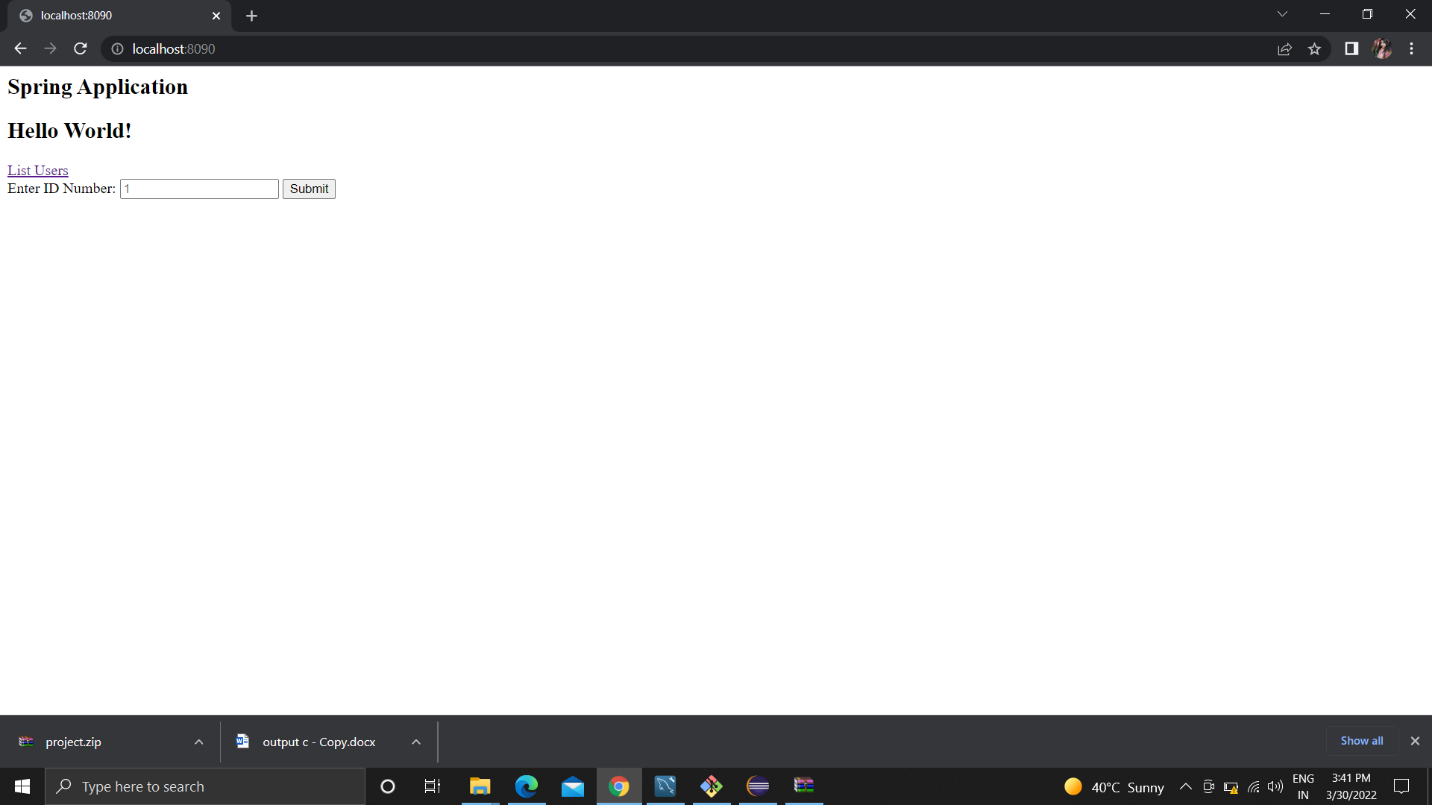 localhost:8090
localhost:8090
Spring Application
Hello World!
List Users
Enter ID Number: 1 Submit
project.zip
output c - Copy.docx
Show all
Type here to search
40°C Sunny
ENG
IN
3:41 PM
3/30/2022